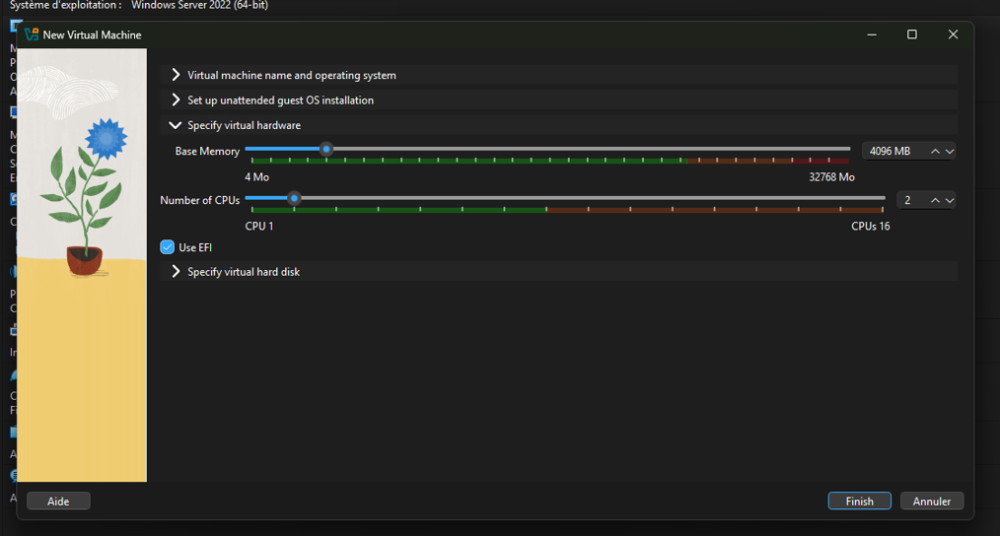 Système d'exploitation : Windows Server 2022 (64-bit)
New Virtual Machine
Virtual machine name and operating system
Set up unattended guest OS installation
Specify virtual hardware
Base Memory 4096 MB
4 Mo 32768 Mo
Number of CPUs 2
CPU 1 CPUs 16
Use EFI
Specify virtual hard disk
Aide Finish Annuler